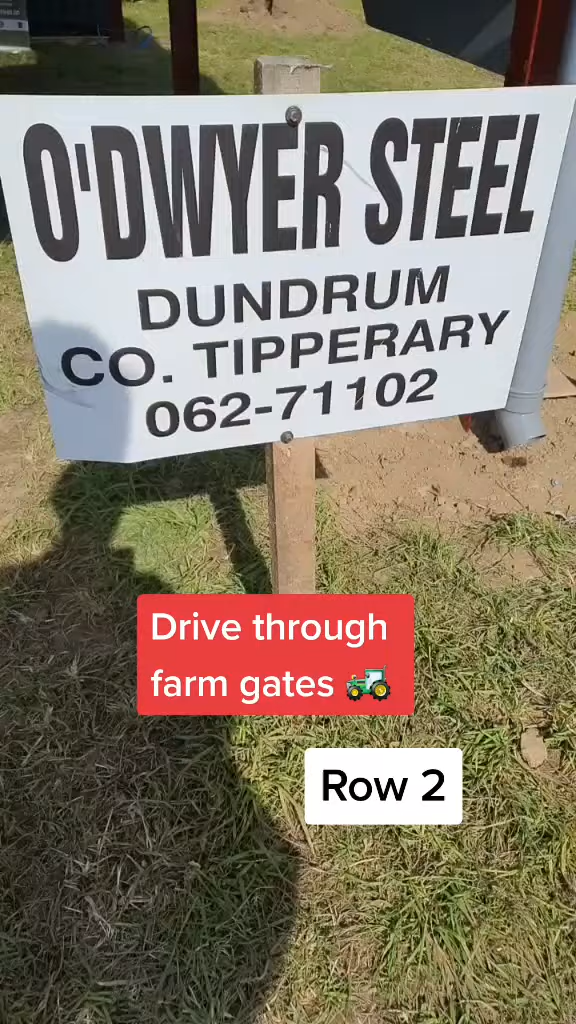 O'DWYER STEEL
DUNDRUM
CO. TIPPERARY
062-71102
Drive through
farm gates 🚜
Row 2